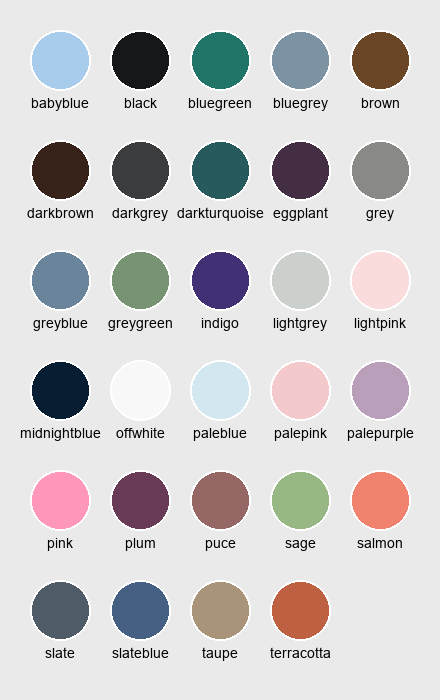 babyblue black bluegreen bluegrey brown
darkbrown darkgrey darkturquoise eggplant grey
greyblue greygreen indigo lightgrey lightpink
midnightblue offwhite paleblue palepink palepurple
pink plum puce sage salmon
slate slateblue taupe terracotta